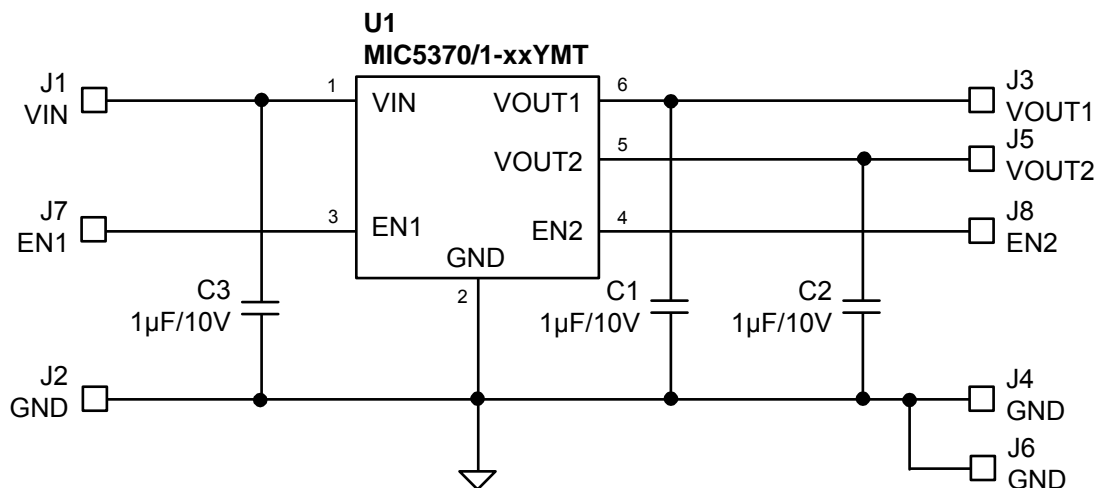 U1
MIC5370/1-xxYMT
J1
VIN
1
VIN
VOUT1
6
J3
VOUT1
VOUT2
5
J5
VOUT2
J7
EN1
3
EN1
EN2
4
J8
EN2
GND
2
C3
1µF/10V
C1
1µF/10V
C2
1µF/10V
J2
GND
J4
GND
J6
GND